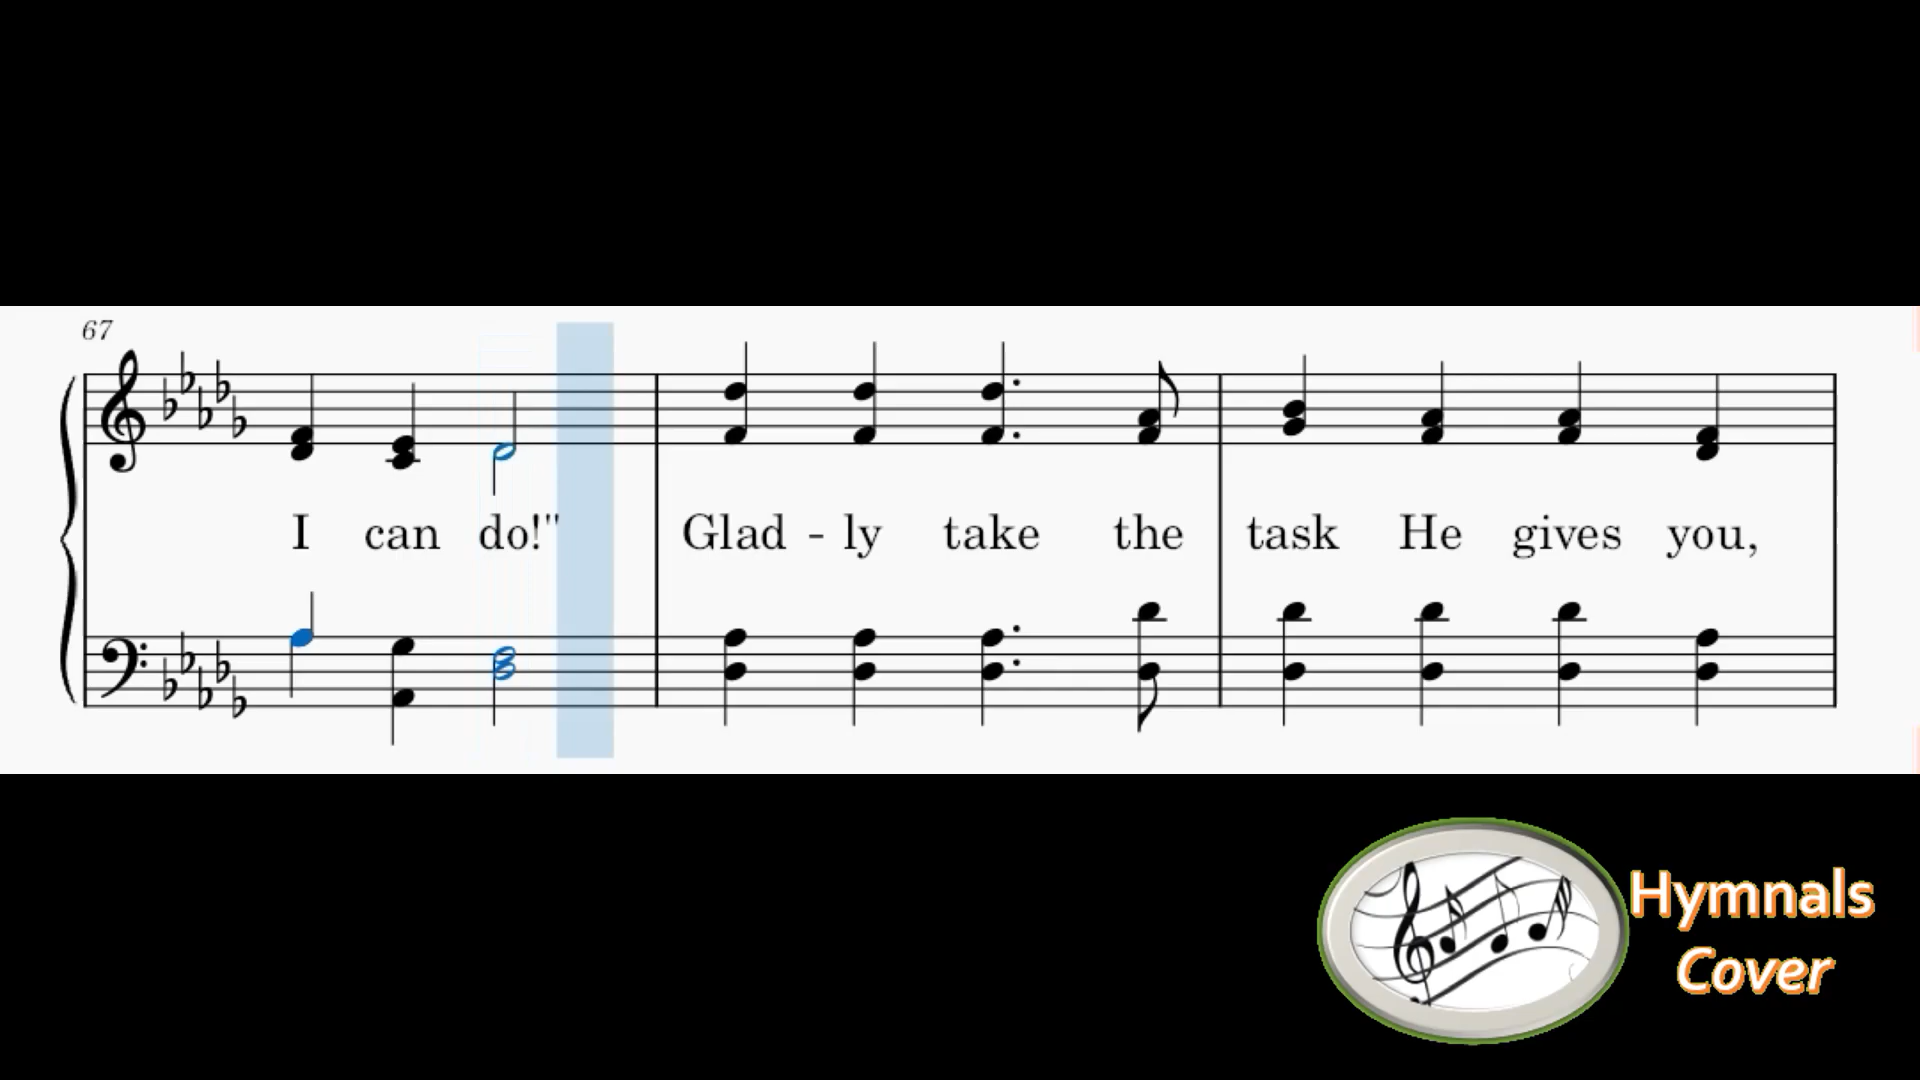 67
I can do!"
Glad - ly take the
task He gives you,
Hymnals
Cover